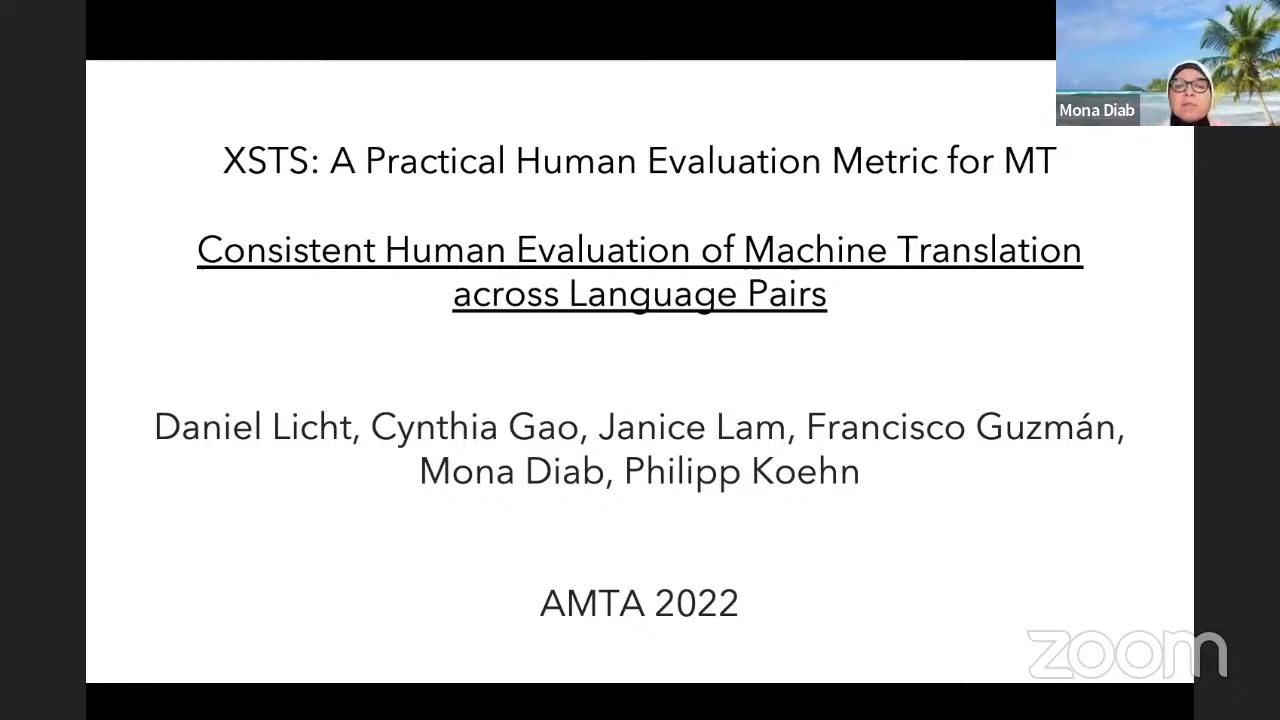 Mona Diab
XSTS: A Practical Human Evaluation Metric for MT
Consistent Human Evaluation of Machine Translation
across Language Pairs
Daniel Licht, Cynthia Gao, Janice Lam, Francisco Guzmán,
Mona Diab, Philipp Koehn
AMTA 2022
zoom